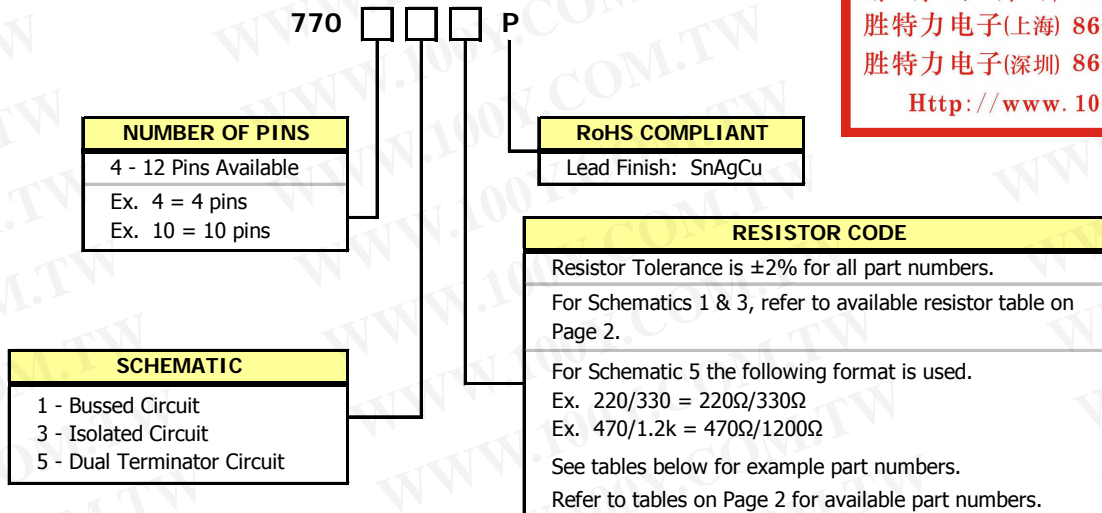 770 P
胜特力电子(上海) 86
胜特力电子(深圳) 86
Http://www. 10
NUMBER OF PINS
4 - 12 Pins Available
Ex. 4 = 4 pins
Ex. 10 = 10 pins
RoHS COMPLIANT
Lead Finish: SnAgCu
SCHEMATIC
1 - Bussed Circuit
3 - Isolated Circuit
5 - Dual Terminator Circuit
RESISTOR CODE
Resistor Tolerance is ±2% for all part numbers.
For Schematics 1 & 3, refer to available resistor table on
Page 2.
For Schematic 5 the following format is used.
Ex. 220/330 = 220Ω/330Ω
Ex. 470/1.2k = 470Ω/1200Ω
See tables below for example part numbers.
Refer to tables on Page 2 for available part numbers.
WWW.100Y.COM.TW